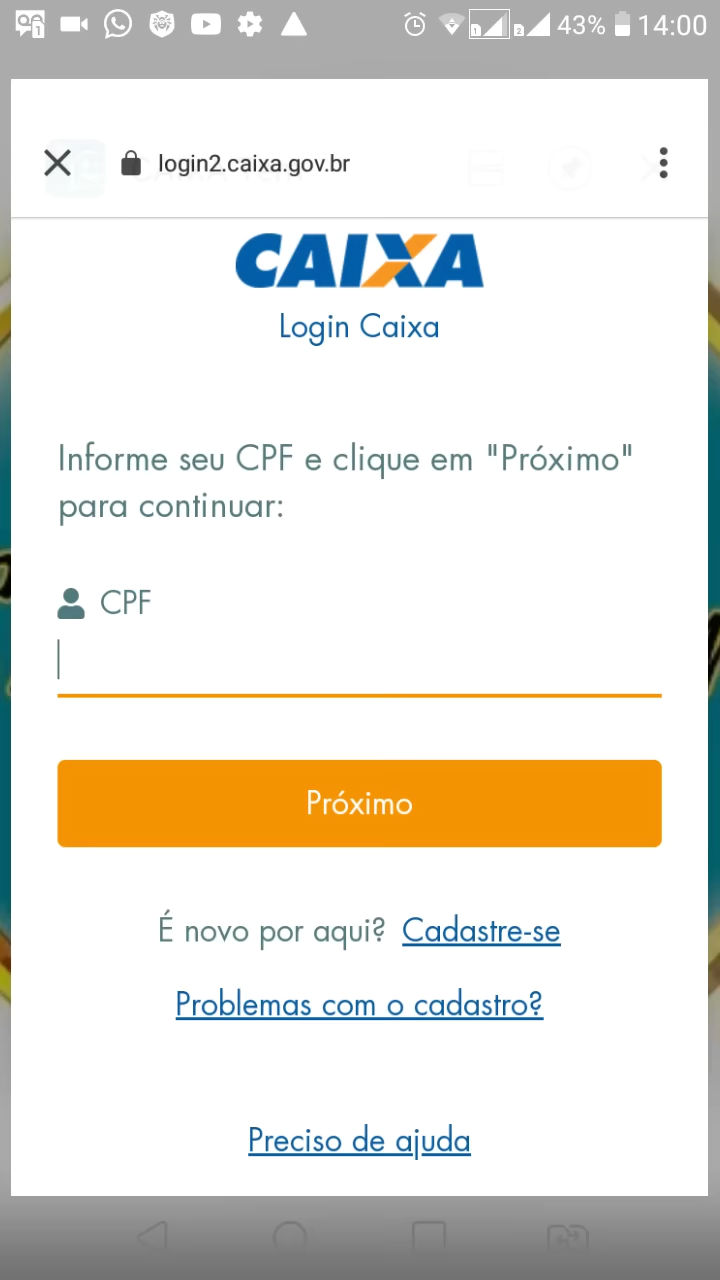 43% 14:00
login2.caixa.gov.br
CAIXA
Login Caixa
Informe seu CPF e clique em "Próximo"
para continuar:
CPF
Próximo
É novo por aqui? Cadastre-se
Problemas com o cadastro?
Preciso de ajuda